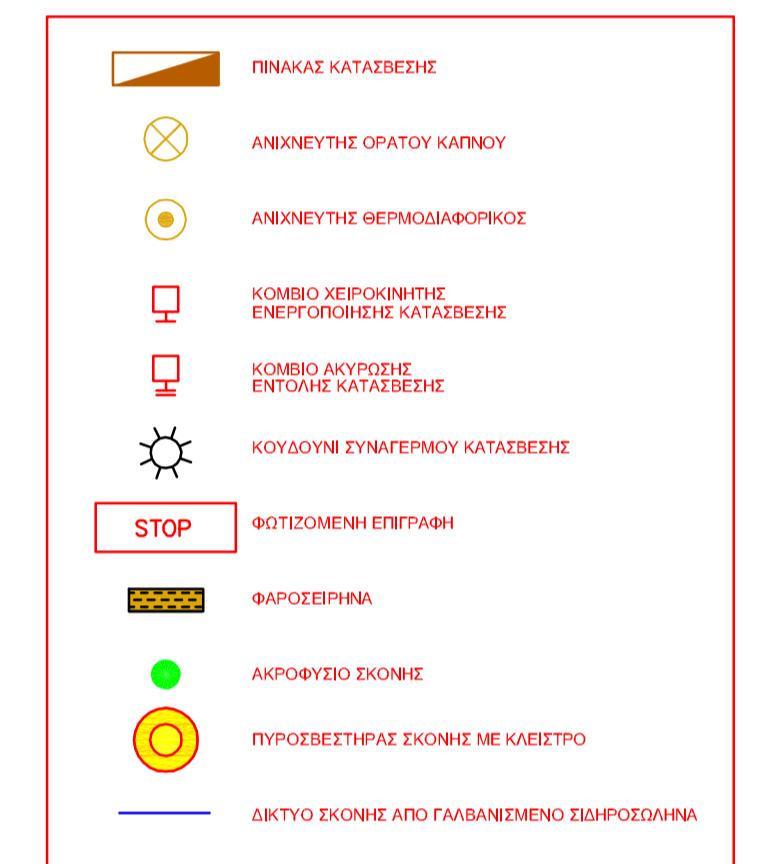 ΠΙΝΑΚΑΣ ΚΑΤΑΣΒΕΣΗΣ
ΑΝΙΧΝΕΥΤΗΣ ΟΡΑΤΟΥ ΚΑΠΝΟΥ
ΑΝΙΧΝΕΥΤΗΣ ΘΕΡΜΟΔΙΑΦΟΡΙΚΟΣ
ΚΟΜΒΙΟ ΧΕΙΡΟΚΙΝΗΤΗΣ
ΕΝΕΡΓΟΠΟΙΗΣΗΣ ΚΑΤΑΣΒΕΣΗΣ
ΚΟΜΒΙΟ ΑΚΥΡΩΣΗΣ
ΕΝΤΟΛΗΣ ΚΑΤΑΣΒΕΣΗΣ
ΚΟΥΔΟΥΝΙ ΣΥΝΑΓΕΡΜΟΥ ΚΑΤΑΣΒΕΣΗΣ
STOP ΦΩΤΙΖΟΜΕΝΗ ΕΠΙΓΡΑΦΗ
ΦΑΡΟΣΕΙΡΗΝΑ
ΑΚΡΟΦΥΣΙΟ ΣΚΟΝΗΣ
ΠΥΡΟΣΒΕΣΤΗΡΑΣ ΣΚΟΝΗΣ ΜΕ ΚΛΕΙΣΤΡΟ
ΔΙΚΤΥΟ ΣΚΟΝΗΣ ΑΠΟ ΓΑΛΒΑΝΙΣΜΕΝΟ ΣΙΔΗΡΟΣΩΛΗΝΑ